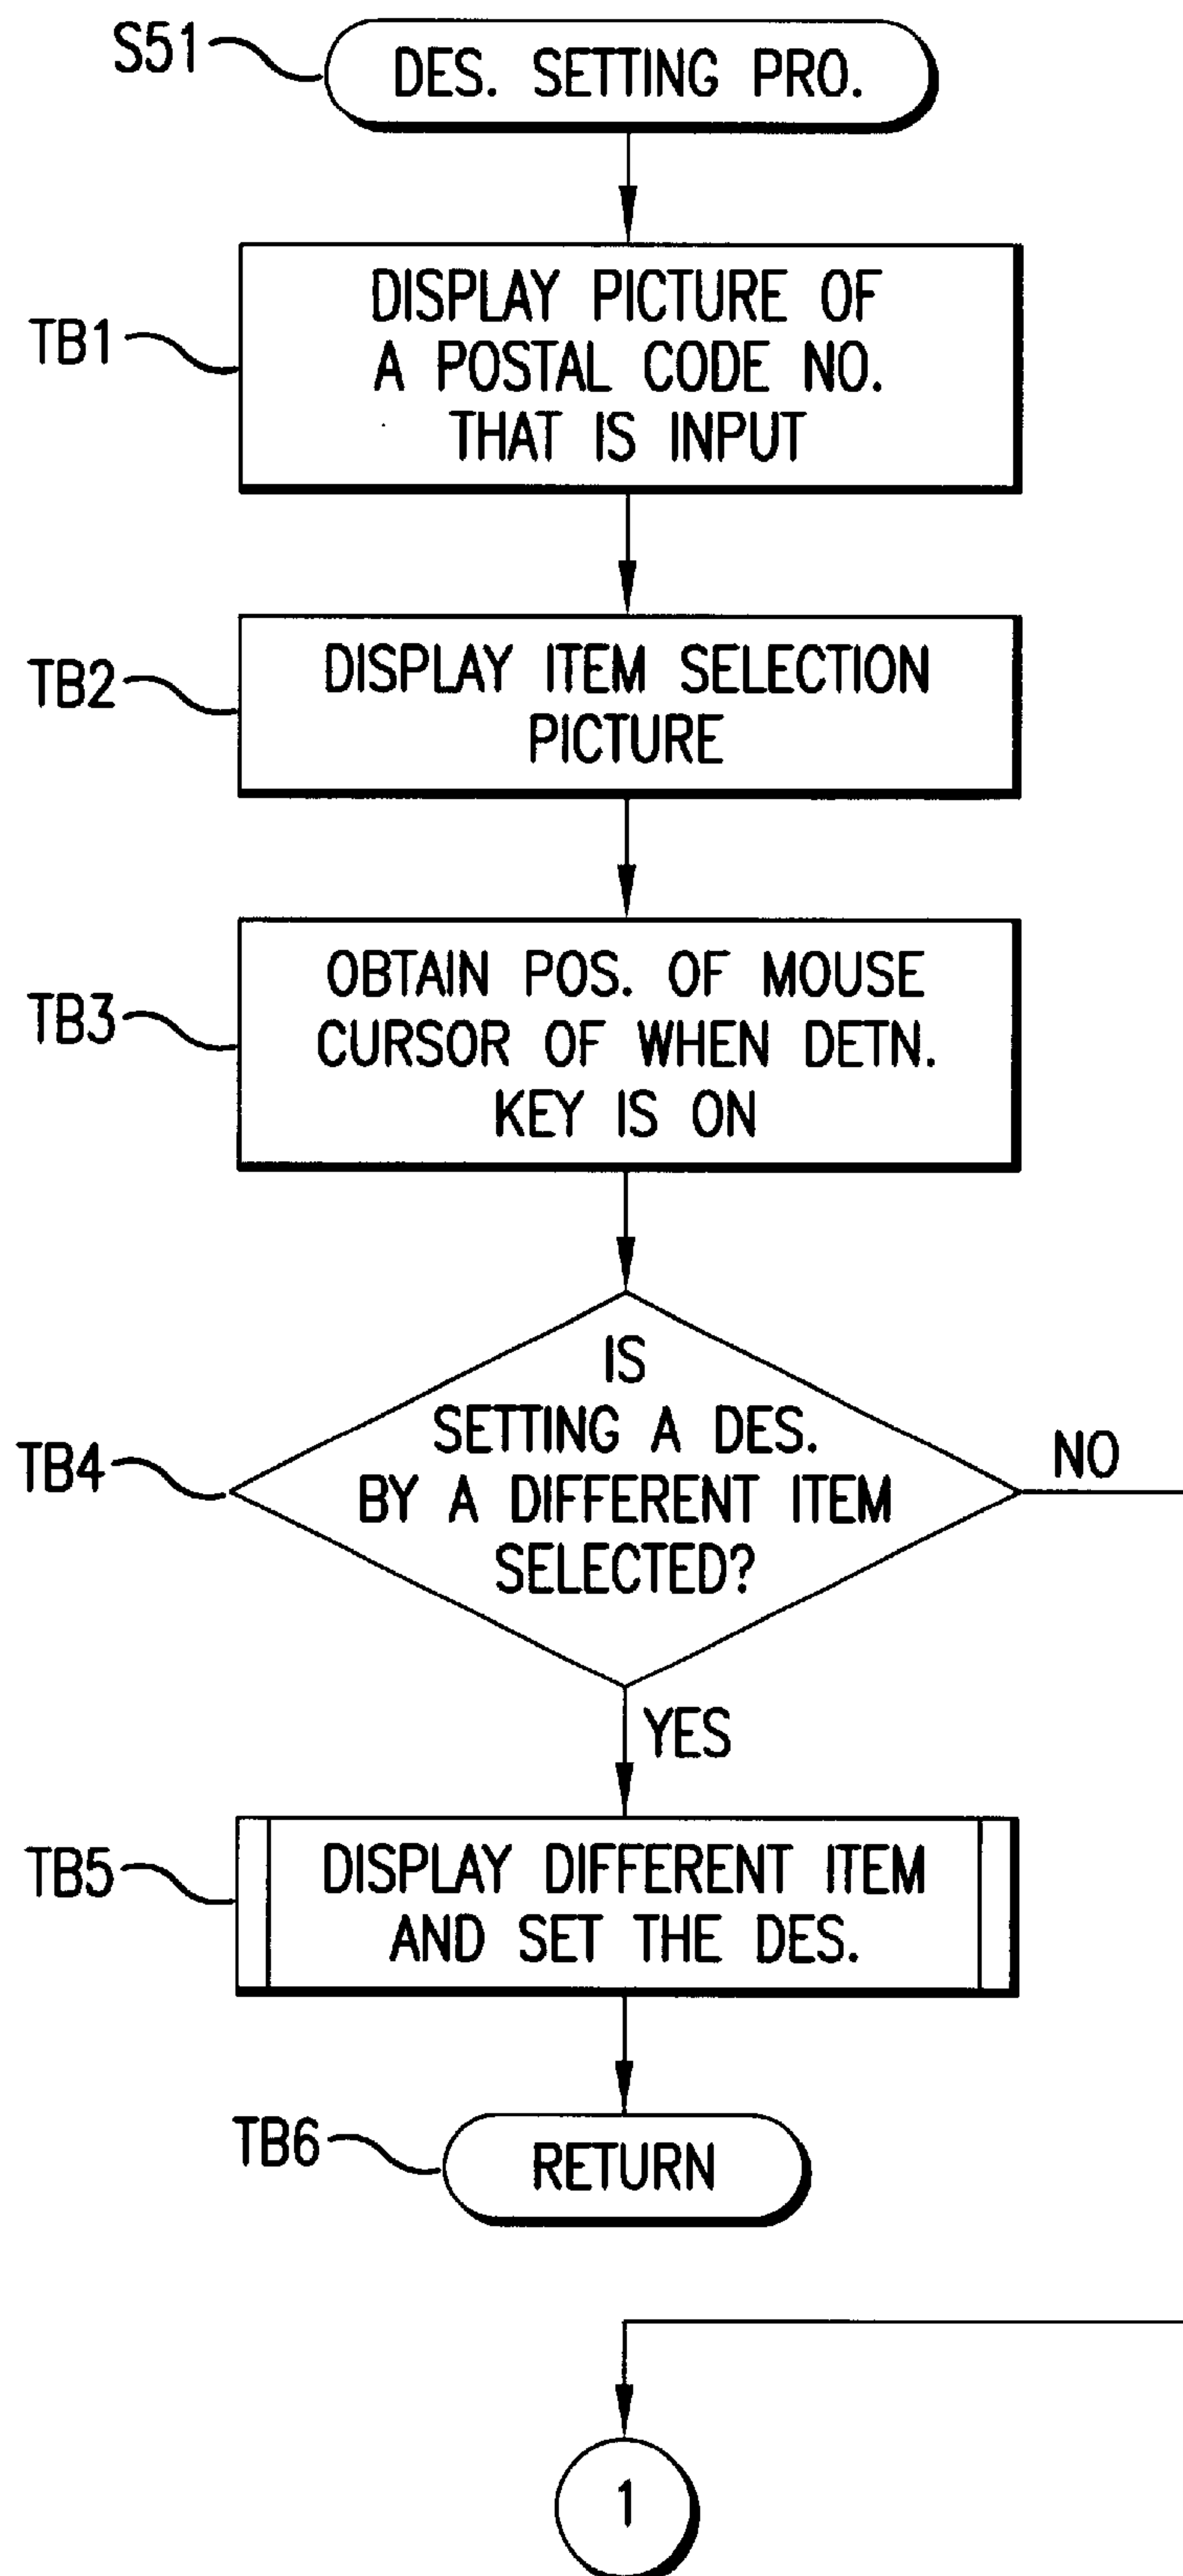 S51
DES. SETTING PRO.
TB1
DISPLAY PICTURE OF
A POSTAL CODE NO.
THAT IS INPUT
TB2
DISPLAY ITEM SELECTION
PICTURE
TB3
OBTAIN POS. OF MOUSE
CURSOR OF WHEN DETN.
KEY IS ON
TB4
IS
SETTING A DES.
BY A DIFFERENT ITEM
SELECTED?
NO
YES
TB5
DISPLAY DIFFERENT ITEM
AND SET THE DES.
TB6
RETURN
1